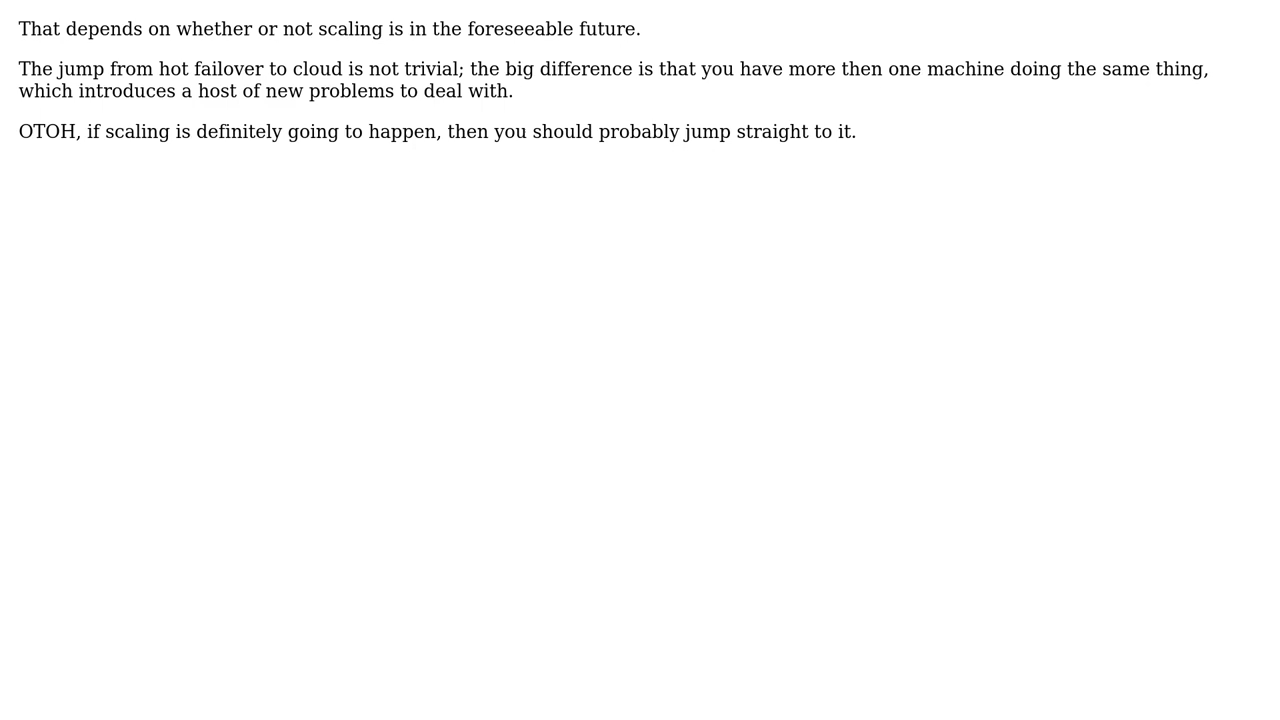 That depends on whether or not scaling is in the foreseeable future.
The jump from hot failover to cloud is not trivial; the big difference is that you have more then one machine doing the same thing,
which introduces a host of new problems to deal with.
OTOH, if scaling is definitely going to happen, then you should probably jump straight to it.